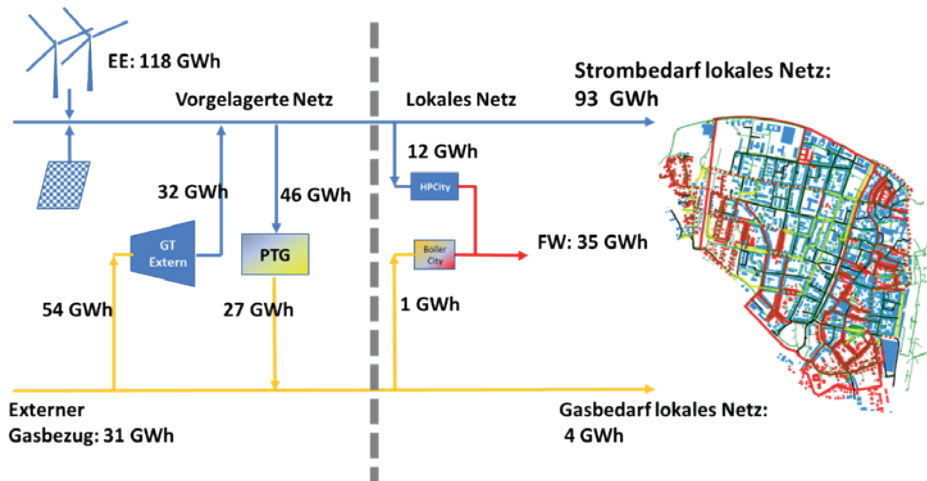 EE: 118 GWh
Strombedarf lokales Netz:
93  GWh
Vorgelagerte Netz
Lokales Netz
12 GWh
32 GWh
46 GWh
HPCity
GT
Extern
PTG
Boiler
City
FW: 35 GWh
54 GWh
27 GWh
1 GWh
Externer
Gasbezug: 31 GWh
Gasbedarf lokales Netz:
4 GWh